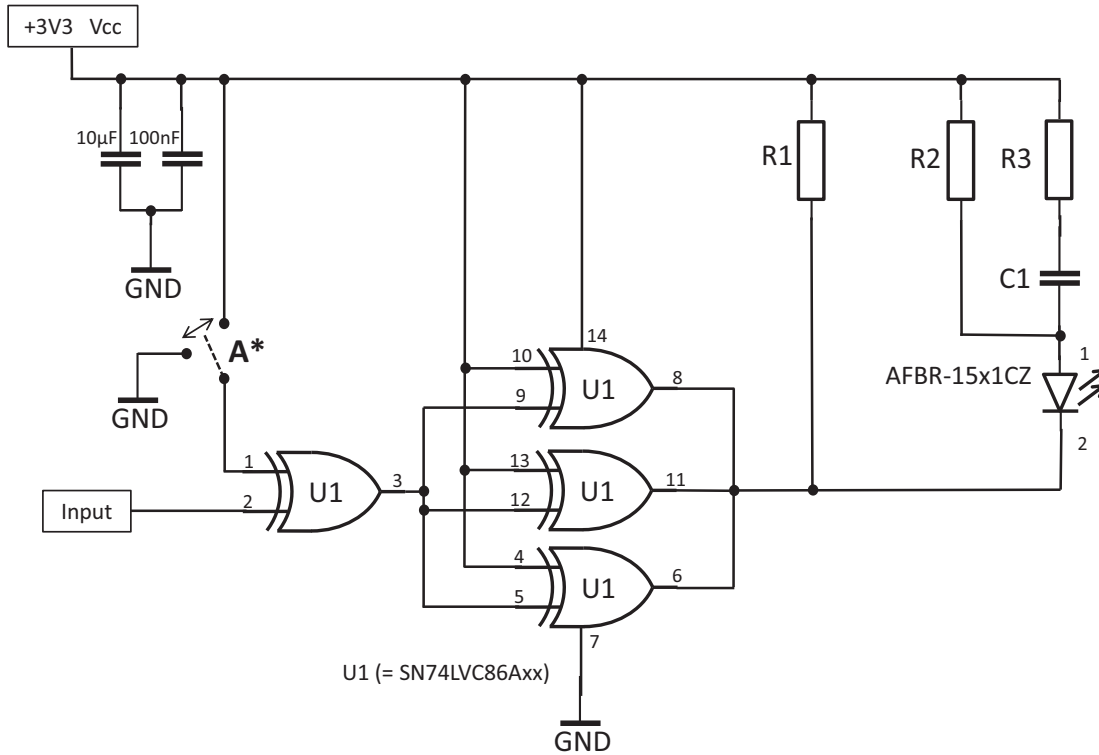 +3V3 Vcc
10µF 100nF
R1
R2
R3
GND
C1
A*
GND
14
10
9
U1
8
AFBR-15x1CZ
1
2
1
2
U1
3
13
12
U1
11
Input
4
5
U1
6
7
U1 (= SN74LVC86Axx)
GND